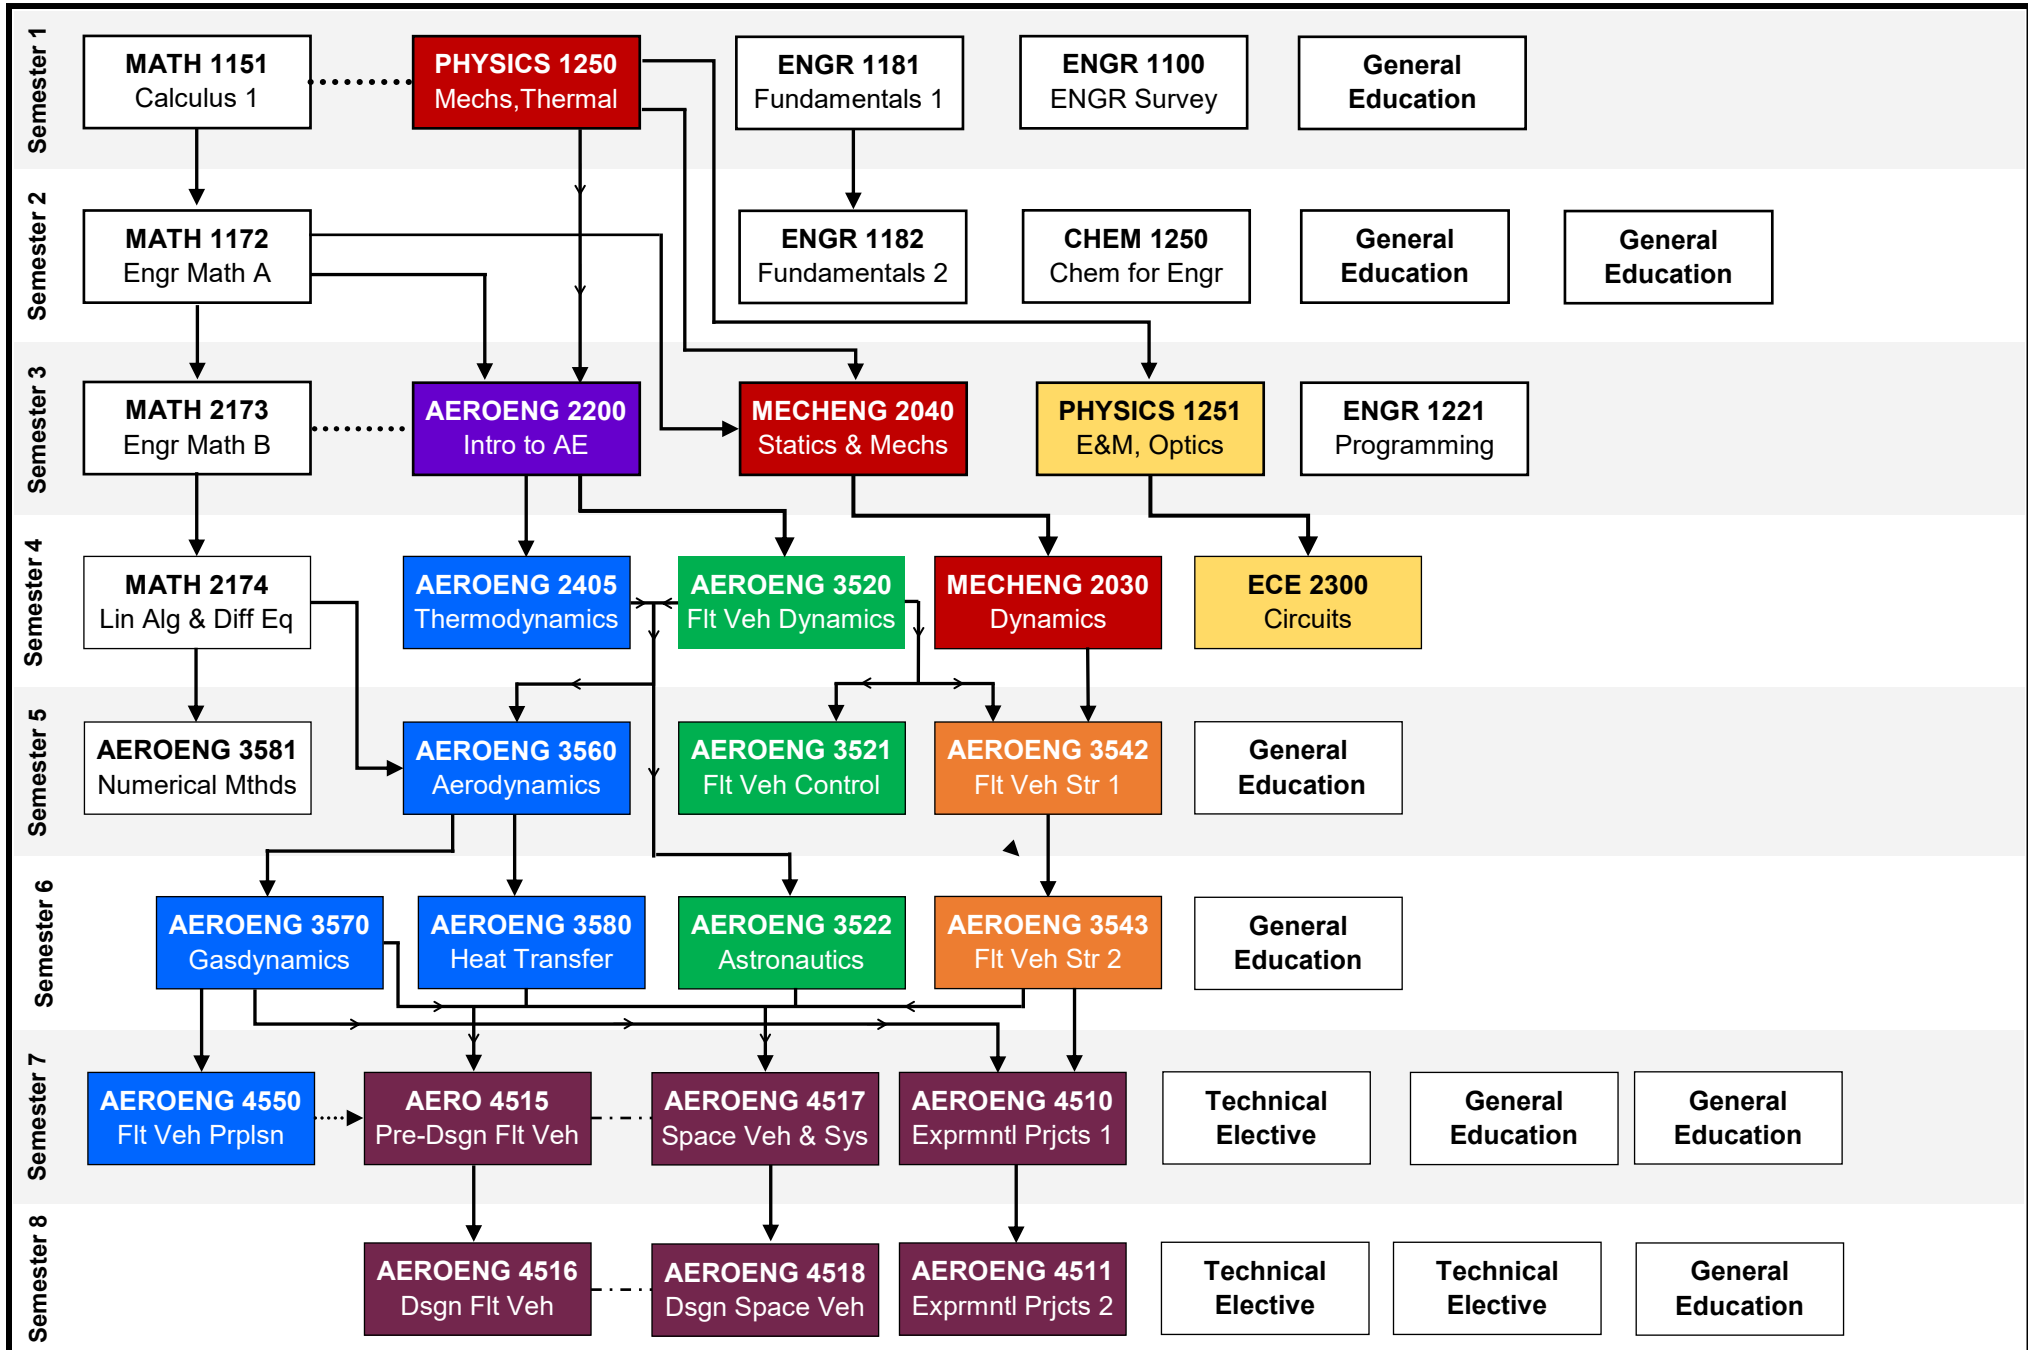 Semester 1
MATH 1151
Calculus 1
PHYSICS 1250
Mechs,Thermal
ENGR 1181
Fundamentals 1
ENGR 1100
ENGR Survey
General
Education
Semester 2
MATH 1172
Engr Math A
ENGR 1182
Fundamentals 2
CHEM 1250
Chem for Engr
General
Education
General
Education
Semester 3
MATH 2173
Engr Math B
AEROENG 2200
Intro to AE
MECHENG 2040
Statics & Mechs
PHYSICS 1251
E&M, Optics
ENGR 1221
Programming
Semester 4
MATH 2174
Lin Alg & Diff Eq
AEROENG 2405
Thermodynamics
AEROENG 3520
Flt Veh Dynamics
MECHENG 2030
Dynamics
ECE 2300
Circuits
Semester 5
AEROENG 3581
Numerical Mthds
AEROENG 3560
Aerodynamics
AEROENG 3521
Flt Veh Control
AEROENG 3542
Flt Veh Str 1
General
Education
Semester 6
AEROENG 3570
Gasdynamics
AEROENG 3580
Heat Transfer
AEROENG 3522
Astronautics
AEROENG 3543
Flt Veh Str 2
General
Education
Semester 7
AEROENG 4550
Flt Veh Prplsn
AERO 4515
Pre-Dsgn Flt Veh
AEROENG 4517
Space Veh & Sys
AEROENG 4510
Exprmntl Prjcts 1
Technical
Elective
General
Education
General
Education
Semester 8
AEROENG 4516
Dsgn Flt Veh
AEROENG 4518
Dsgn Space Veh
AEROENG 4511
Exprmntl Prjcts 2
Technical
Elective
Technical
Elective
General
Education